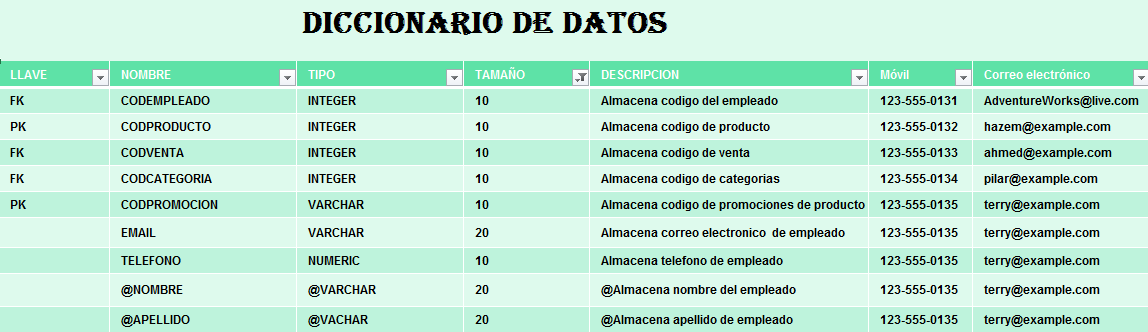 DICCIONARIO DE DATOS
LLAVE NOMBRE TIPO TAMAÑO DESCRIPCION Móvil Correo electrónico
FK CODEMPLEADO INTEGER 10 Almacena codigo del empleado 123-555-0131 AdventureWorks@live.com
PK CODPRODUCTO INTEGER 10 Almacena codigo de producto 123-555-0132 hazem@example.com
FK CODVENTA INTEGER 10 Almacena codigo de venta 123-555-0133 ahmed@example.com
FK CODCATEGORIA INTEGER 10 Almacena codigo de categorias 123-555-0134 pilar@example.com
PK CODPROMOCION VARCHAR 10 Almacena codigo de promociones de producto 123-555-0135 terry@example.com
EMAIL VARCHAR 20 Almacena correo electronico de empleado 123-555-0135 terry@example.com
TELEFONO NUMERIC 10 Almacena telefono de empleado 123-555-0135 terry@example.com
@NOMBRE @VARCHAR 20 @Almacena nombre del empleado 123-555-0135 terry@example.com
@APELLIDO @VACHAR 20 @Almacena apellido de empleado 123-555-0135 terry@example.com